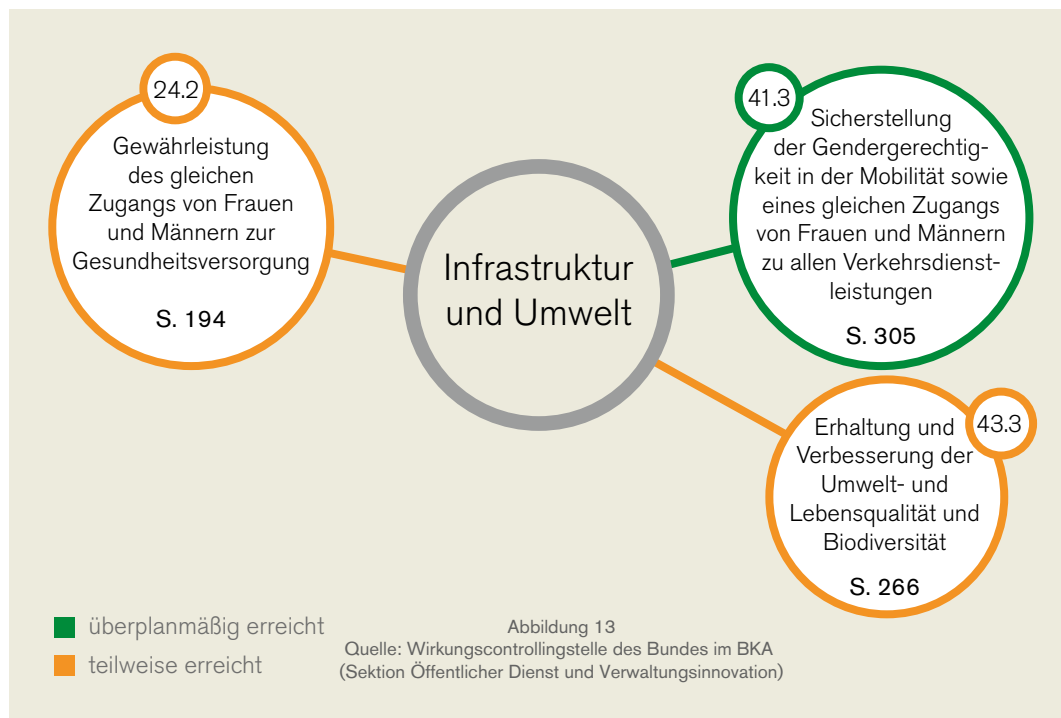 24.2
Gewährleistung
des gleichen
Zugangs von Frauen
und Männern zur
Gesundheitsversorgung
S. 194
Infrastruktur
und Umwelt
41.3
Sicherstellung
der Gendergerechtig-
keit in der Mobilität sowie
eines gleichen Zugangs
von Frauen und Männern
zu allen Verkehrsdienst-
leistungen
S. 305
43.3
Erhaltung und
Verbesserung der
Umwelt- und
Lebensqualität und
Biodiversität
S. 266
überplanmäßig erreicht
teilweise erreicht
Abbildung 13
Quelle: Wirkungscontrollingstelle des Bundes im BKA
(Sektion Öffentlicher Dienst und Verwaltungsinnovation)